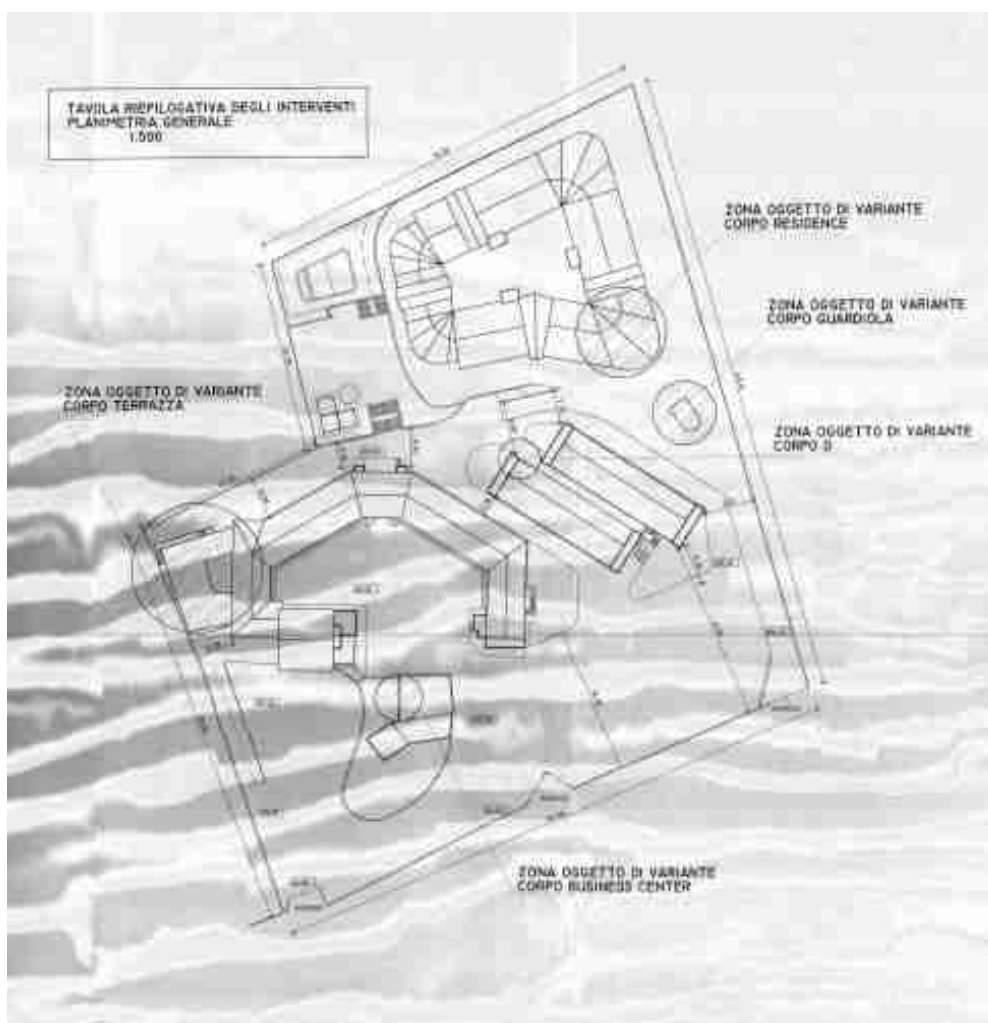 TAVOLA RIEPILOGATIVA DEGLI INTERVENTI
PLANIMETRIA GENERALE
1.500
ZONA OGGETTO DI VARIANTE
CORPO RESIDENCE
ZONA OGGETTO DI VARIANTE
CORPO GUARDIOLA
ZONA OGGETTO DI VARIANTE
CORPO TERRAZZA
ZONA OGGETTO DI VARIANTE
CORPO D
ZONA OGGETTO DI VARIANTE
CORPO BUSINESS CENTER